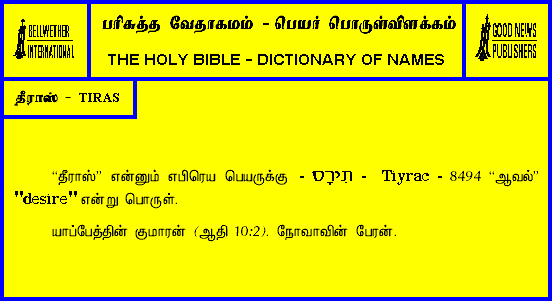 BELLWETHER
INTERNATIONAL
பரிசுத்த வேதாகமம் - பெயர் பொருள்விளக்கம்
THE HOLY BIBLE - DICTIONARY OF NAMES
GOOD NEWS
PUBLISHERS
தீராஸ் - TIRAS
“தீராஸ்” என்னும் எபிரெய பெயருக்கு - תִּירָס - Tiyrac - 8494 “ஆவல்”
"desire" என்று பொருள்.
யாப்பேத்தின் குமாரன் (ஆதி 10:2). நோவாவின் பேரன்.